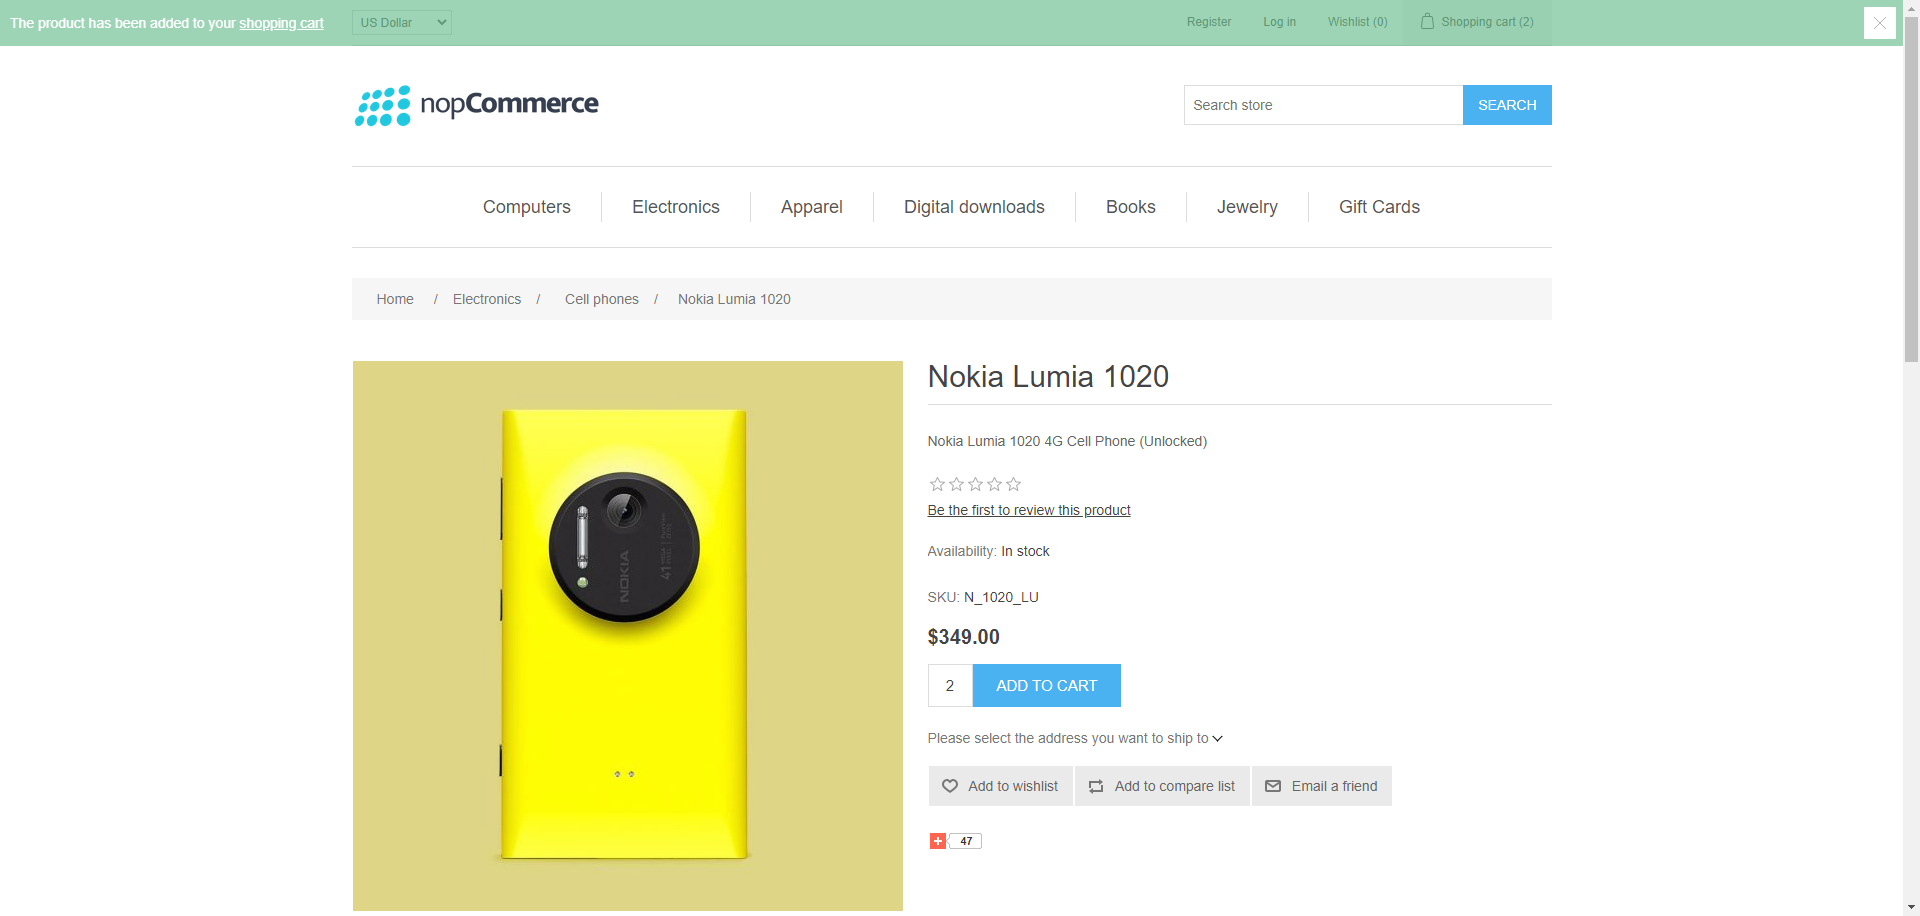 The product has been added to your shopping cart
US Dollar
Register
Log in
Wishlist (0)
Shopping cart (2)
nopCommerce
Search store
SEARCH
Computers
Electronics
Apparel
Digital downloads
Books
Jewelry
Gift Cards
Home / Electronics / Cell phones / Nokia Lumia 1020
NOKIA
41
Nokia Lumia 1020
Nokia Lumia 1020 4G Cell Phone (Unlocked)
Be the first to review this product
Availability: In stock
SKU: N_1020_LU
$349.00
2
ADD TO CART
Please select the address you want to ship to
Add to wishlist
Add to compare list
Email a friend
47